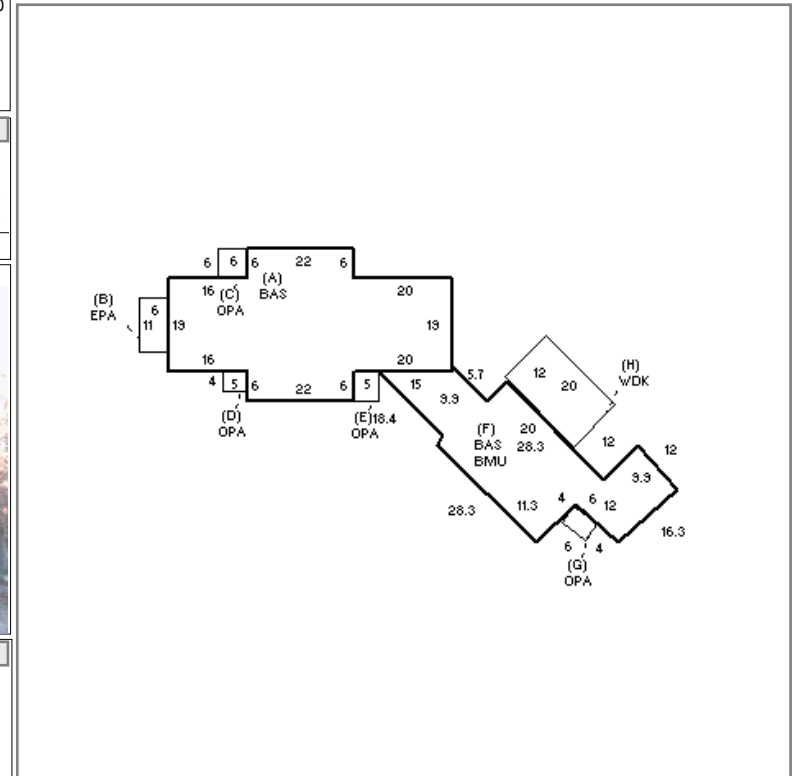 6 6 6 22 6
(A)
BAS
16 (C) 20
OPA
(B)
EPA
6
11 19 19
16 20
4 5 6 22 6 5 15 5.7
9.9
(D)
OPA
(E)18.4
OPA
12 20
(H)
WDK
(F)
BAS
BMU
20
28.3
12 12
9.9
28.3 11.3 4 6 12
16.3
6 4
(G)
OPA